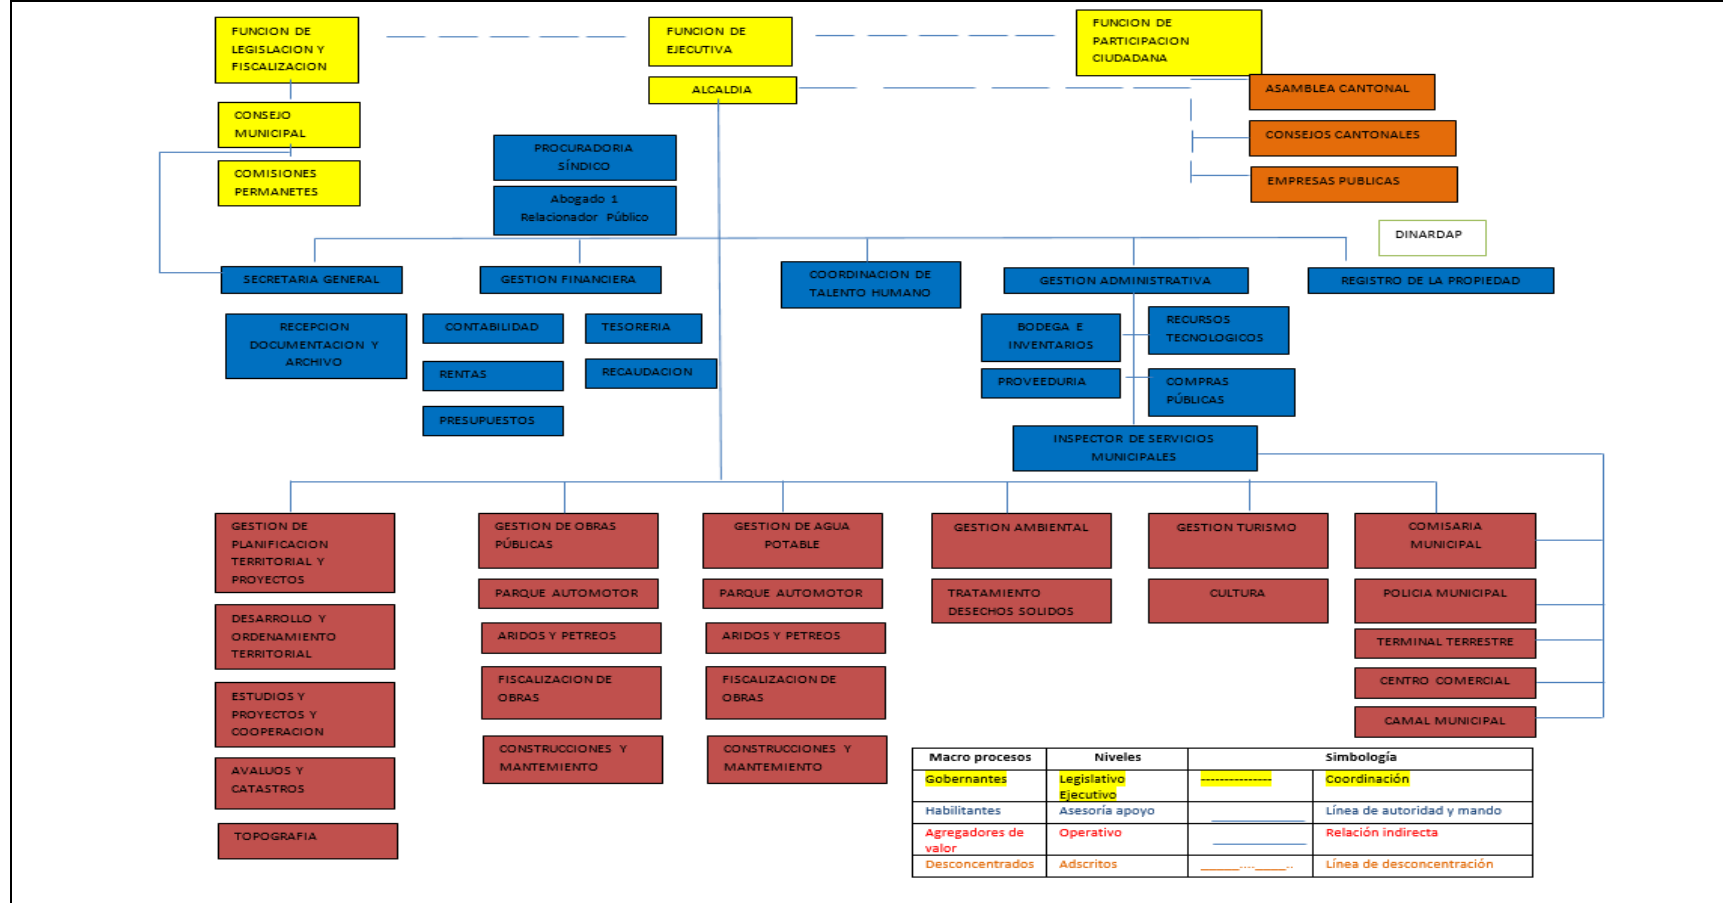 FUNCION DE
LEGISLACION Y
FISCALIZACION
FUNCION DE
EJECUTIVA
FUNCION DE
PARTICIPACION
CIUDADANA
ALCALDIA
ASAMBLEA CANTONAL
CONSEJO
MUNICIPAL
CONSEJOS CANTONALES
PROCURADORIA
SÍNDICO
COMISIONES
PERMANETES
EMPRESAS PUBLICAS
Abogado 1
Relacionador Público
DINARDAP
SECRETARIA GENERAL
GESTION FINANCIERA
COORDINACION DE
TALENTO HUMANO
GESTION ADMINISTRATIVA
REGISTRO DE LA PROPIEDAD
RECEPCION
DOCUMENTACION Y
ARCHIVO
CONTABILIDAD
TESORERIA
BODEGA E
INVENTARIOS
RECURSOS
TECNOLOGICOS
RENTAS
RECAUDACION
PROVEEDURIA
COMPRAS
PÚBLICAS
PRESUPUESTOS
INSPECTOR DE SERVICIOS
MUNICIPALES
GESTION DE
PLANIFICACION
TERRITORIAL Y
PROYECTOS
GESTION DE OBRAS
PÚBLICAS
GESTION DE AGUA
POTABLE
GESTION AMBIENTAL
GESTION TURISMO
COMISARIA
MUNICIPAL
PARQUE AUTOMOTOR
PARQUE AUTOMOTOR
TRATAMIENTO
DESECHOS SOLIDOS
CULTURA
POLICIA MUNICIPAL
DESARROLLO Y
ORDENAMIENTO
TERRITORIAL
ARIDOS Y PETREOS
ARIDOS Y PETREOS
TERMINAL TERRESTRE
ESTUDIOS Y
PROYECTOS Y
COOPERACION
FISCALIZACION DE
OBRAS
FISCALIZACION DE
OBRAS
CENTRO COMERCIAL
CAMAL MUNICIPAL
AVALUOS Y
CATASTROS
CONSTRUCCIONES Y
MANTEMIENTO
CONSTRUCCIONES Y
MANTEMIENTO
TOPOGRAFIA
Macro procesos Niveles Simbología
Gobernantes Legislativo Ejecutivo --------------- Coordinación
Habilitantes Asesoría apoyo ____________ Línea de autoridad y mando
Agregadores de valor Operativo ____________ Relación indirecta
Desconcentrados Adscritos _____....____.. Línea de desconcentración